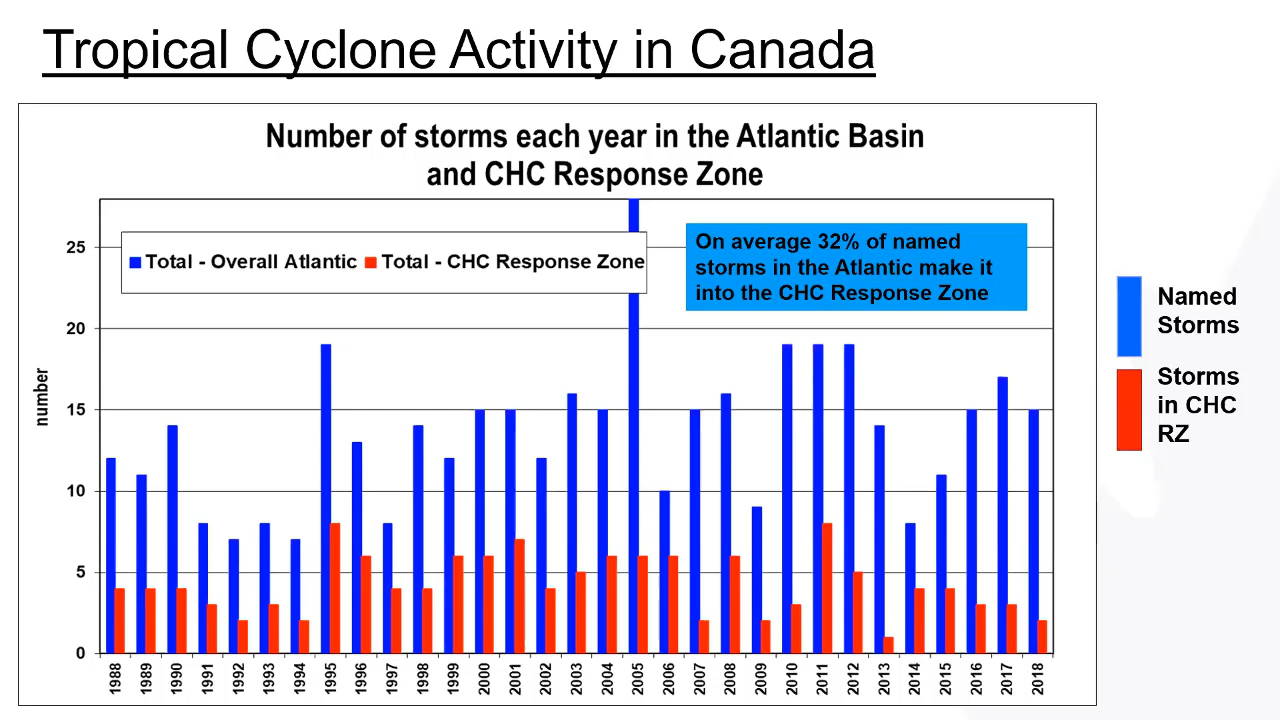 Tropical Cyclone Activity in Canada
Number of storms each year in the Atlantic Basin
and CHC Response Zone
Total - Overall Atlantic Total - CHC Response Zone
On average 32% of named
storms in the Atlantic make it
into the CHC Response Zone
number
25
20
15
10
5
0
1988 1989 1990 1991 1992 1993 1994 1995 1996 1997 1998 1999 2000 2001 2002 2003 2004 2005 2006 2007 2008 2009 2010 2011 2012 2013 2014 2015 2016 2017 2018
Named
Storms
Storms
in CHC
RZ